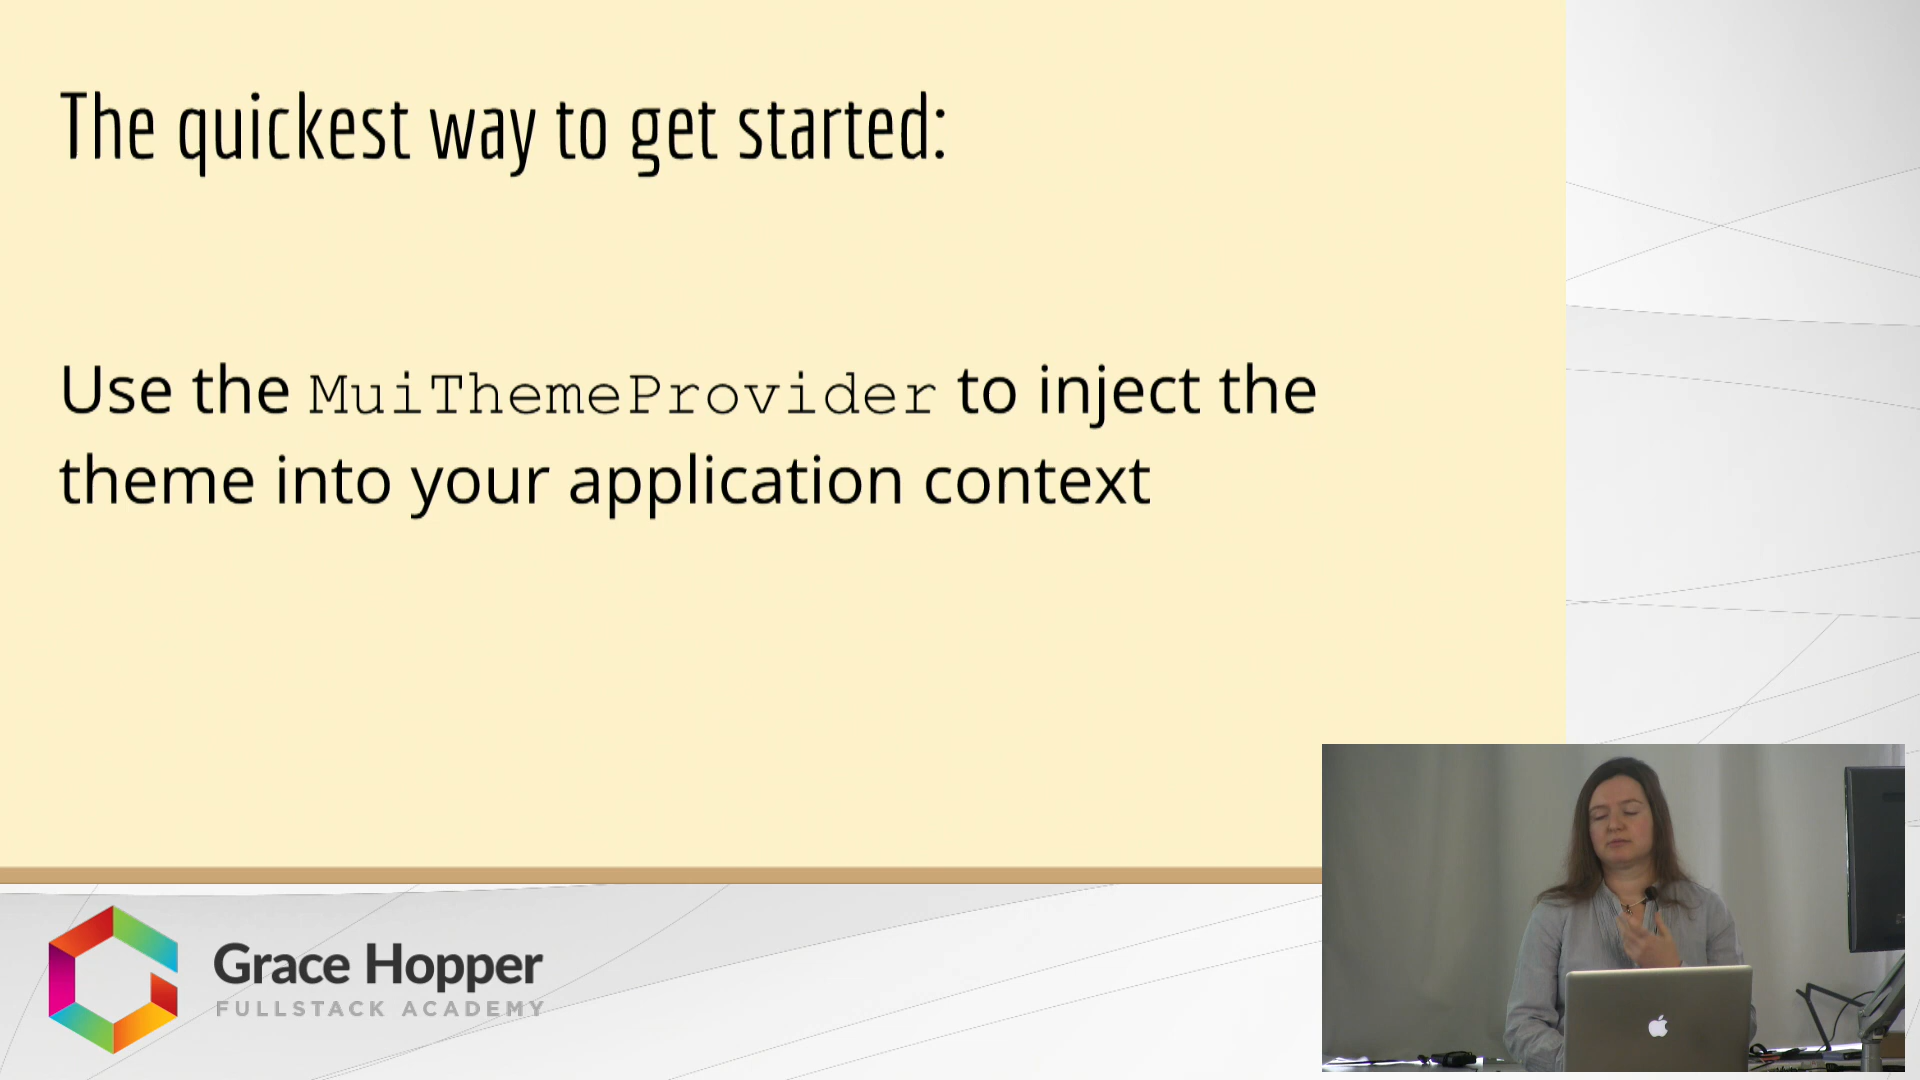 The quickest way to get started:
Use the MuiThemeProvider to inject the
theme into your application context
Grace Hopper
FULLSTACK ACADEMY